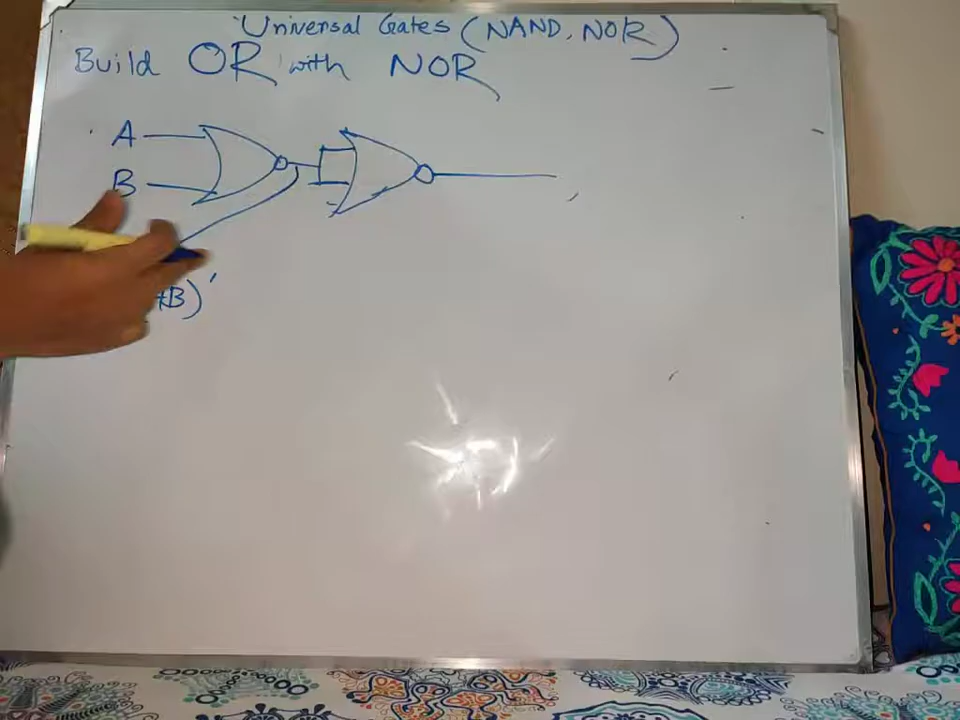 Universal Gates (NAND, NOR)
Build OR with NOR
A
B
+B)'